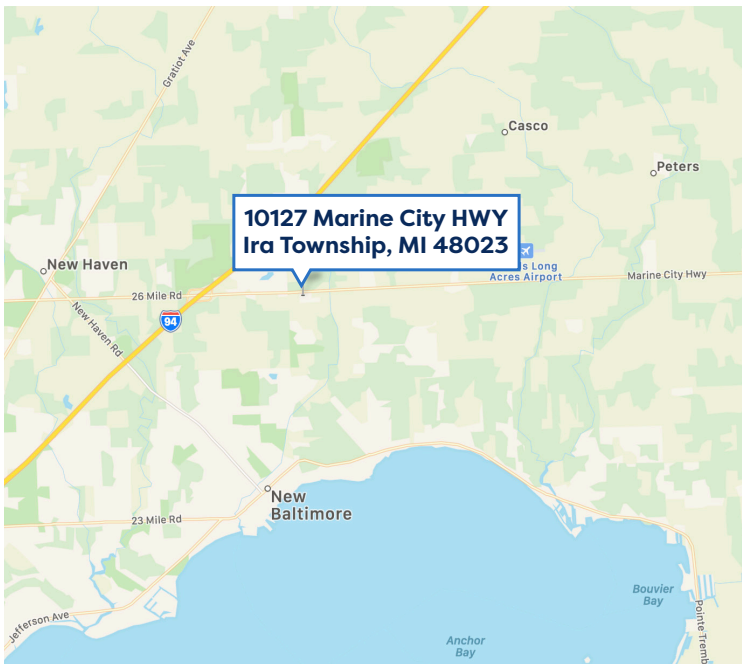 Gratiot Ave
Casco
Peters
10127 Marine City HWY
Ira Township, MI 48023
New Haven
s Long
Acres Airport
Marine City Hwy
26 Mile Rd
94
New Haven Rd
New
Baltimore
23 Mile Rd
Bouvier
Bay
Jefferson Ave
Anchor
Bay
Pointe Tremb